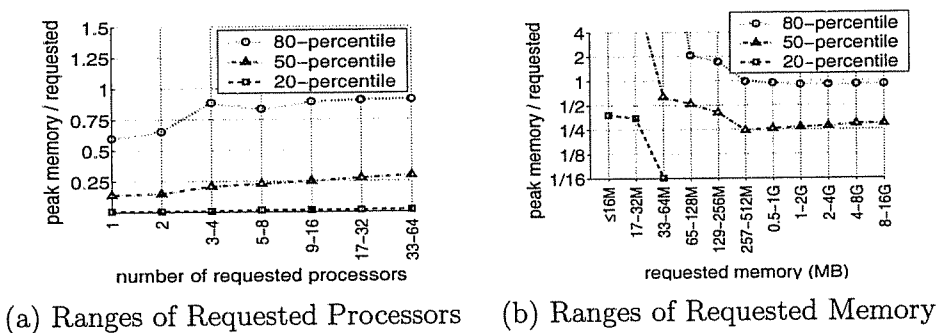 peak memory / requested
1.5
1.25
1
0.75
0.5
0.25
80-percentile
50-percentile
20-percentile
1
2
3-4
5-8
9-16
17-32
33-64
number of requested processors
(a) Ranges of Requested Processors
peak memory / requested
4
2
1
1/2
1/4
1/8
1/16
80-percentile
50-percentile
20-percentile
≤16M
17-32M
33-64M
65-128M
129-256M
257-512M
0.5-1G
1-2G
2-4G
4-8G
8-16G
requested memory (MB)
(b) Ranges of Requested Memory